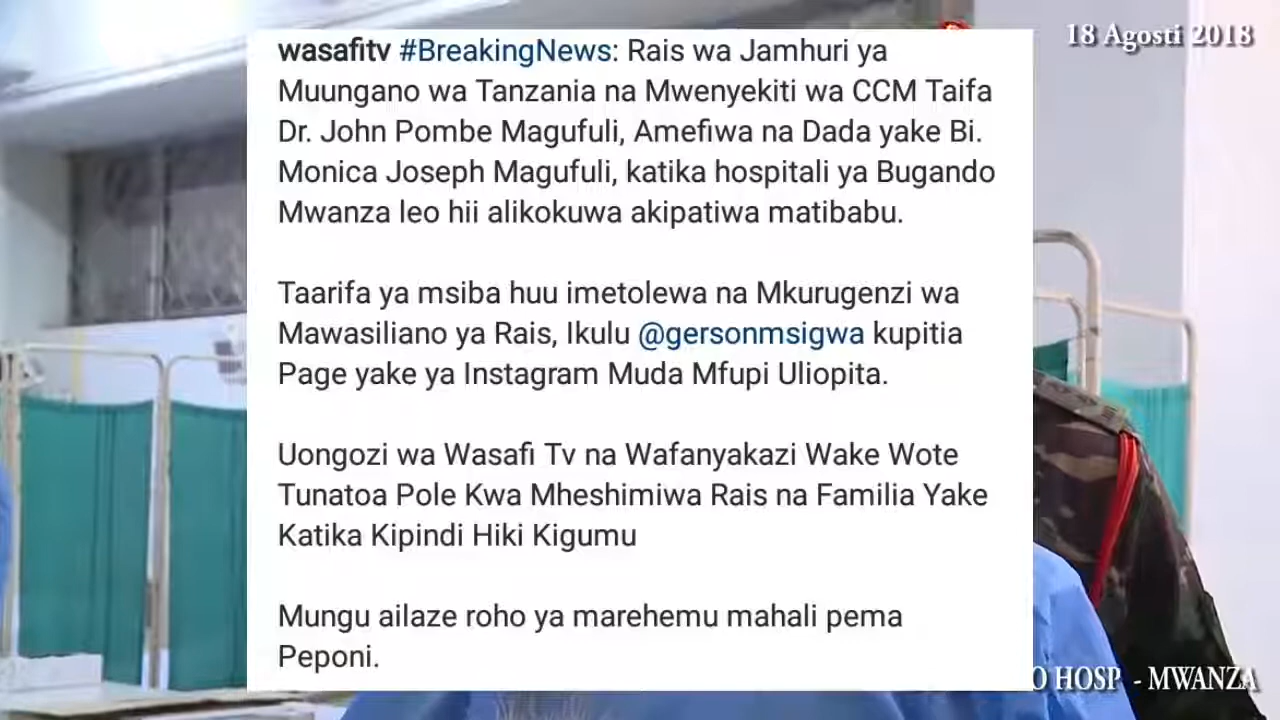 18 Agosti 2018
wasafitv #BreakingNews: Rais wa Jamhuri ya
Muungano wa Tanzania na Mwenyekiti wa CCM Taifa
Dr. John Pombe Magufuli, Amefiwa na Dada yake Bi.
Monica Joseph Magufuli, katika hospitali ya Bugando
Mwanza leo hii alikokuwa akipatiwa matibabu.
Taarifa ya msiba huu imetolewa na Mkurugenzi wa
Mawasiliano ya Rais, Ikulu @gersonmsigwa kupitia
Page yake ya Instagram Muda Mfupi Uliopita.
Uongozi wa Wasafi Tv na Wafanyakazi Wake Wote
Tunatoa Pole Kwa Mheshimiwa Rais na Familia Yake
Katika Kipindi Hiki Kigumu
Mungu ailaze roho ya marehemu mahali pema
Peponi.
O HOSP - MWANZA